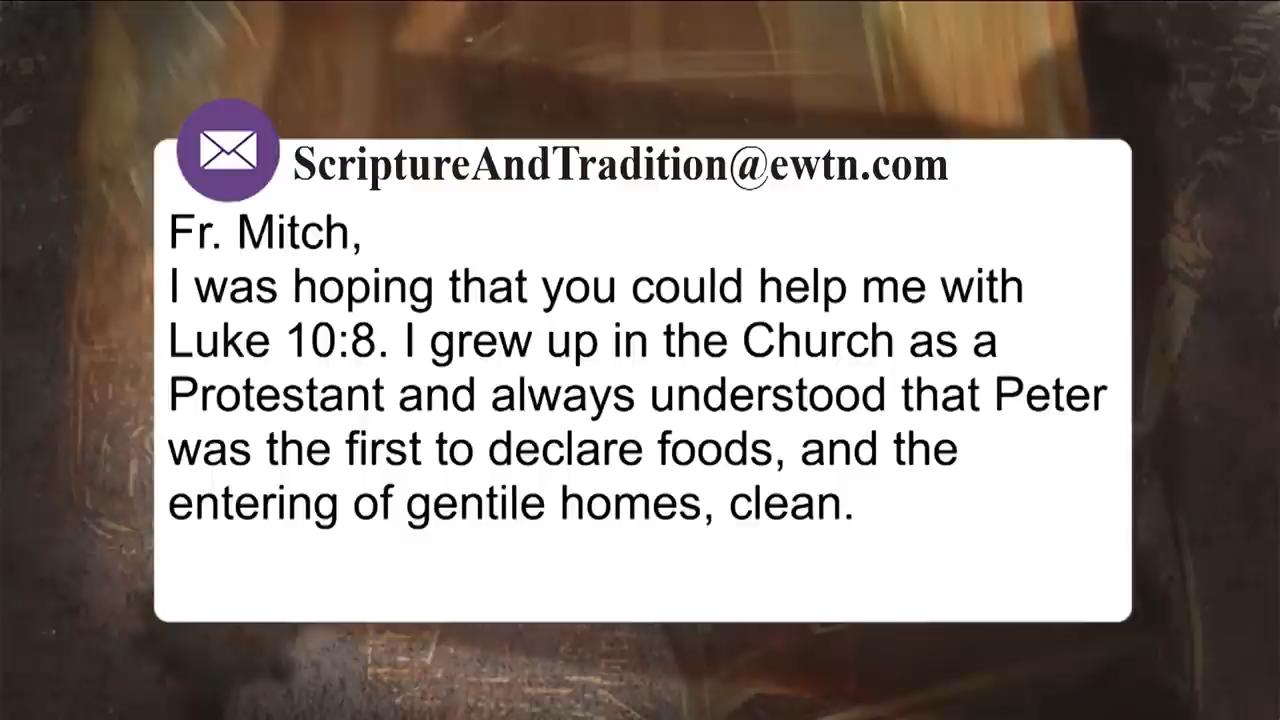 ScriptureAndTradition@ewtn.com
Fr. Mitch,
I was hoping that you could help me with
Luke 10:8. I grew up in the Church as a
Protestant and always understood that Peter
was the first to declare foods, and the
entering of gentile homes, clean.